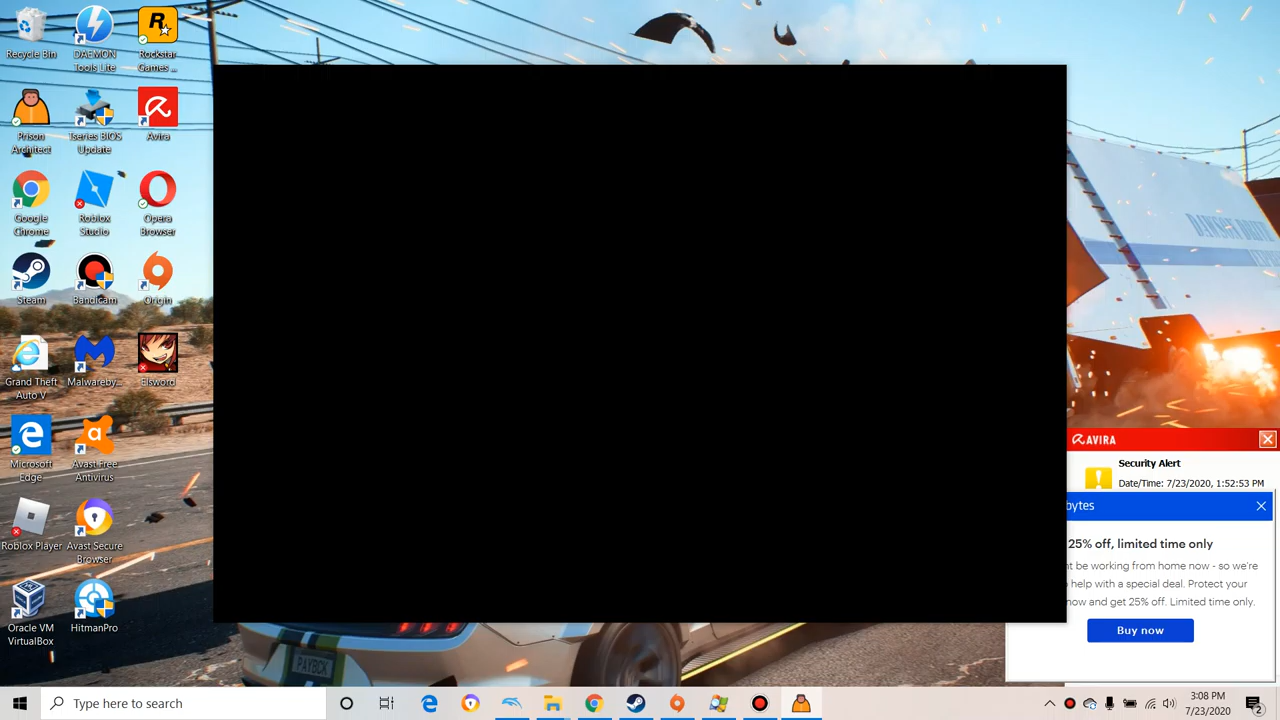 Recycle Bin
DAEMON
Tools Lite
Rockstar
Games ...
Prison
Architect
Tseries BIOS
Update
Avira
Google
Chrome
Roblox
Studio
Opera
Browser
Steam
Bandicam
Origin
Grand Theft
Auto V
Malwareby...
Elsword
Microsoft
Edge
Avast Free
Antivirus
Roblox Player
Avast Secure
Browser
Oracle VM
VirtualBox
HitmanPro
PAYBCK
AVIRA
Security Alert
Date/Time: 7/23/2020, 1:52:53 PM
bytes
25% off, limited time only
nt be working from home now - so we're
help with a special deal. Protect your
now and get 25% off. Limited time only.
Buy now
Type here to search
3:08 PM
7/23/2020
2